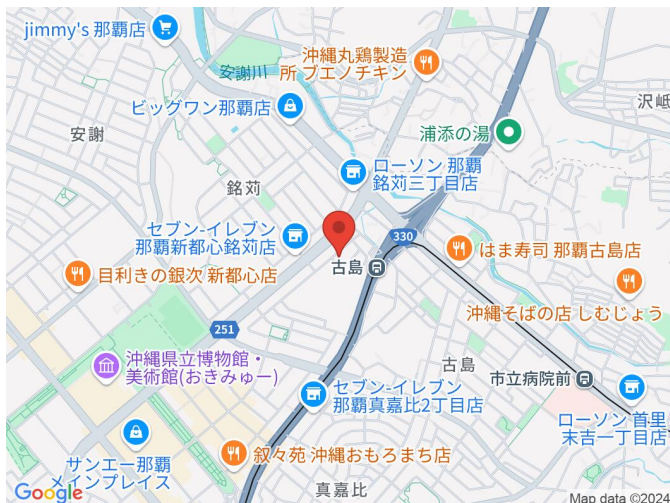 jimmy's 那覇店
安謝川
沖縄丸鶏製造
所 ブエノチキン
ビッグワン那覇店
沢岻
安謝
浦添の湯
ローソン 那覇
銘苅三丁目店
銘苅
セブン-イレブン
那覇新都心銘苅店
330
はま寿司 那覇古島店
古島
目利きの銀次 新都心店
沖縄そばの店 しむじょう
251
沖縄県立博物館・
美術館(おきみゅー)
古島
市立病院前
セブン-イレブン
那覇真嘉比2丁目店
ローソン 首里
末吉一丁目店
サンエー那覇
メインプレイス
叙々苑 沖縄おもろまち店
真嘉比
Google
Map data ©2024